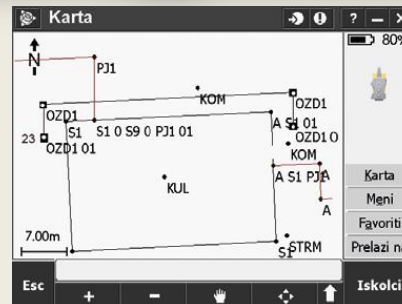 Karta
? – X
80%
N
PJ1
KOM
OZD1
OZD1
S1
S1 0 S9 0 PJ1 01
A S1 01
23
OZD1 01
OZD1 0
KOM
A S1 PJ1
A
KUL
A
7.00m
STRM
S1
Karta
Meni
Favoriti
Prelazi na
Esc
Iskolci